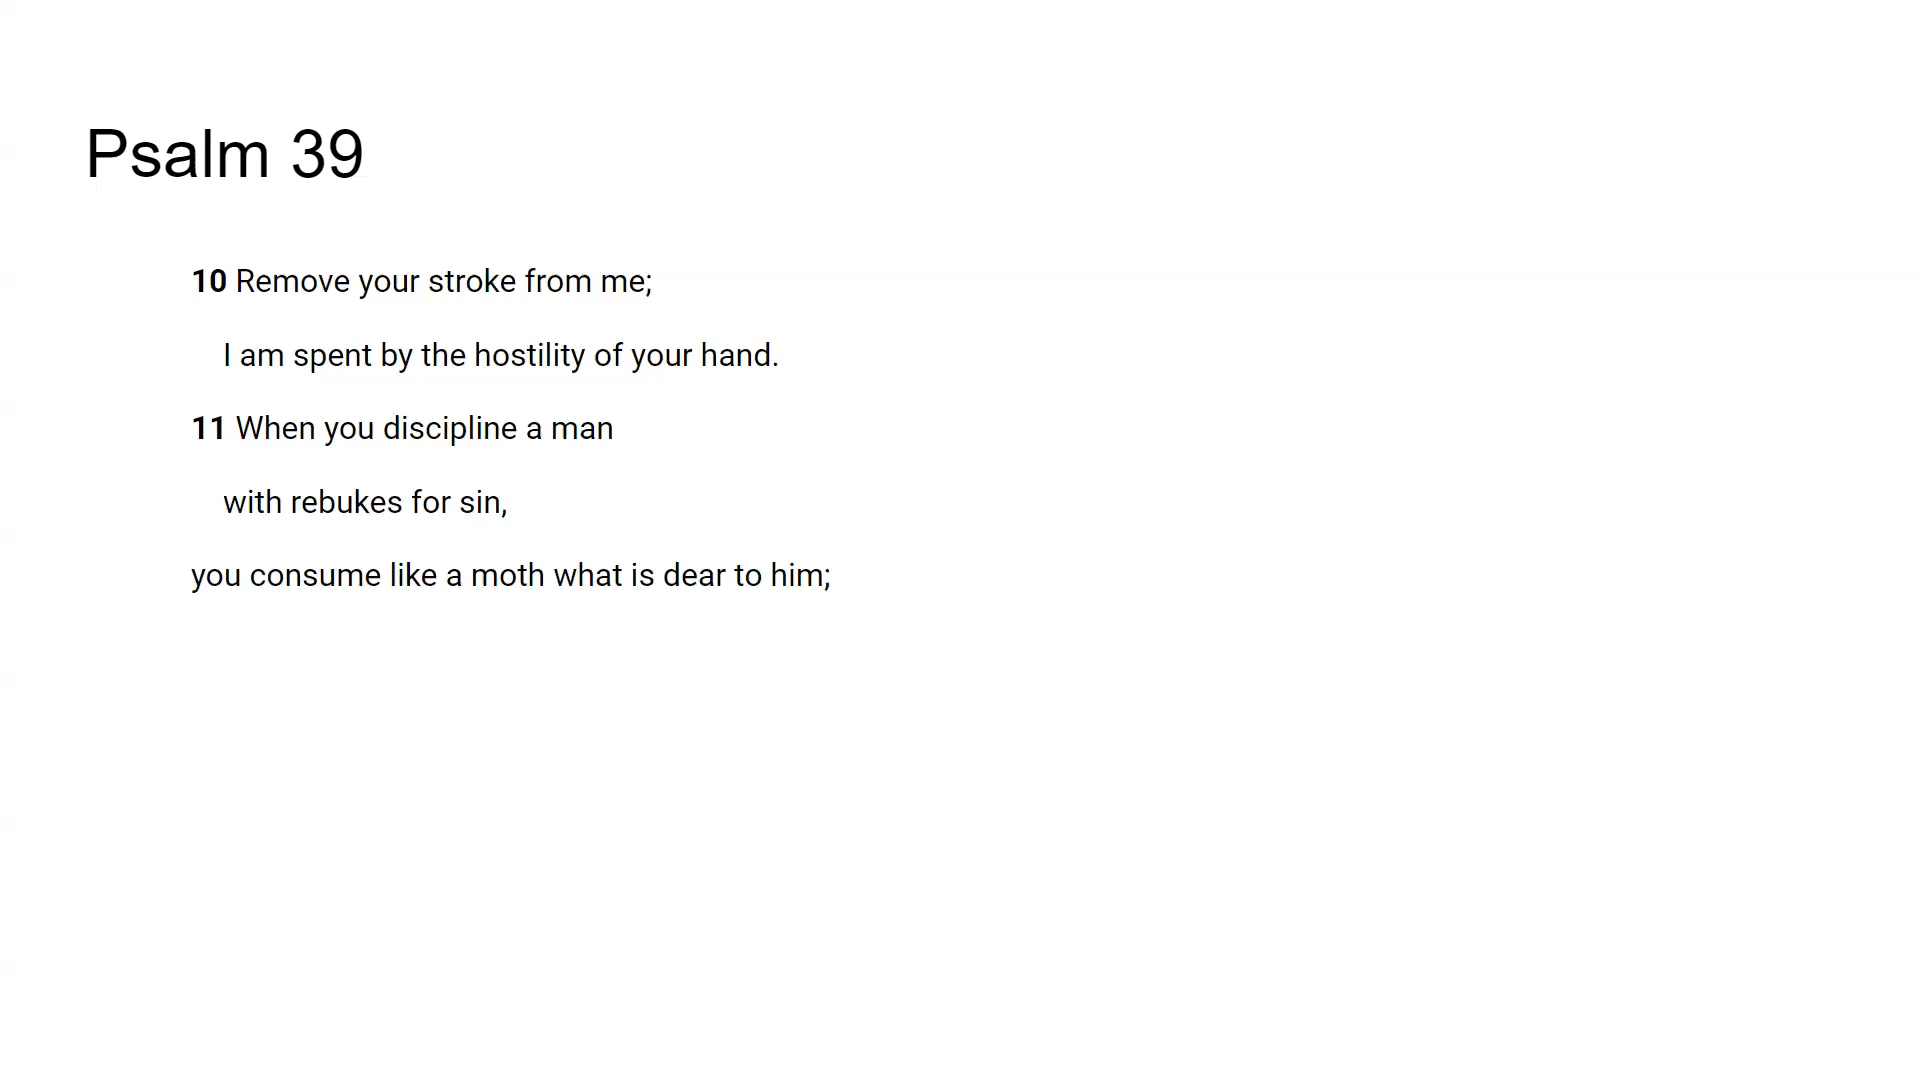 Psalm 39
10 Remove your stroke from me;
I am spent by the hostility of your hand.
11 When you discipline a man
with rebukes for sin,
you consume like a moth what is dear to him;